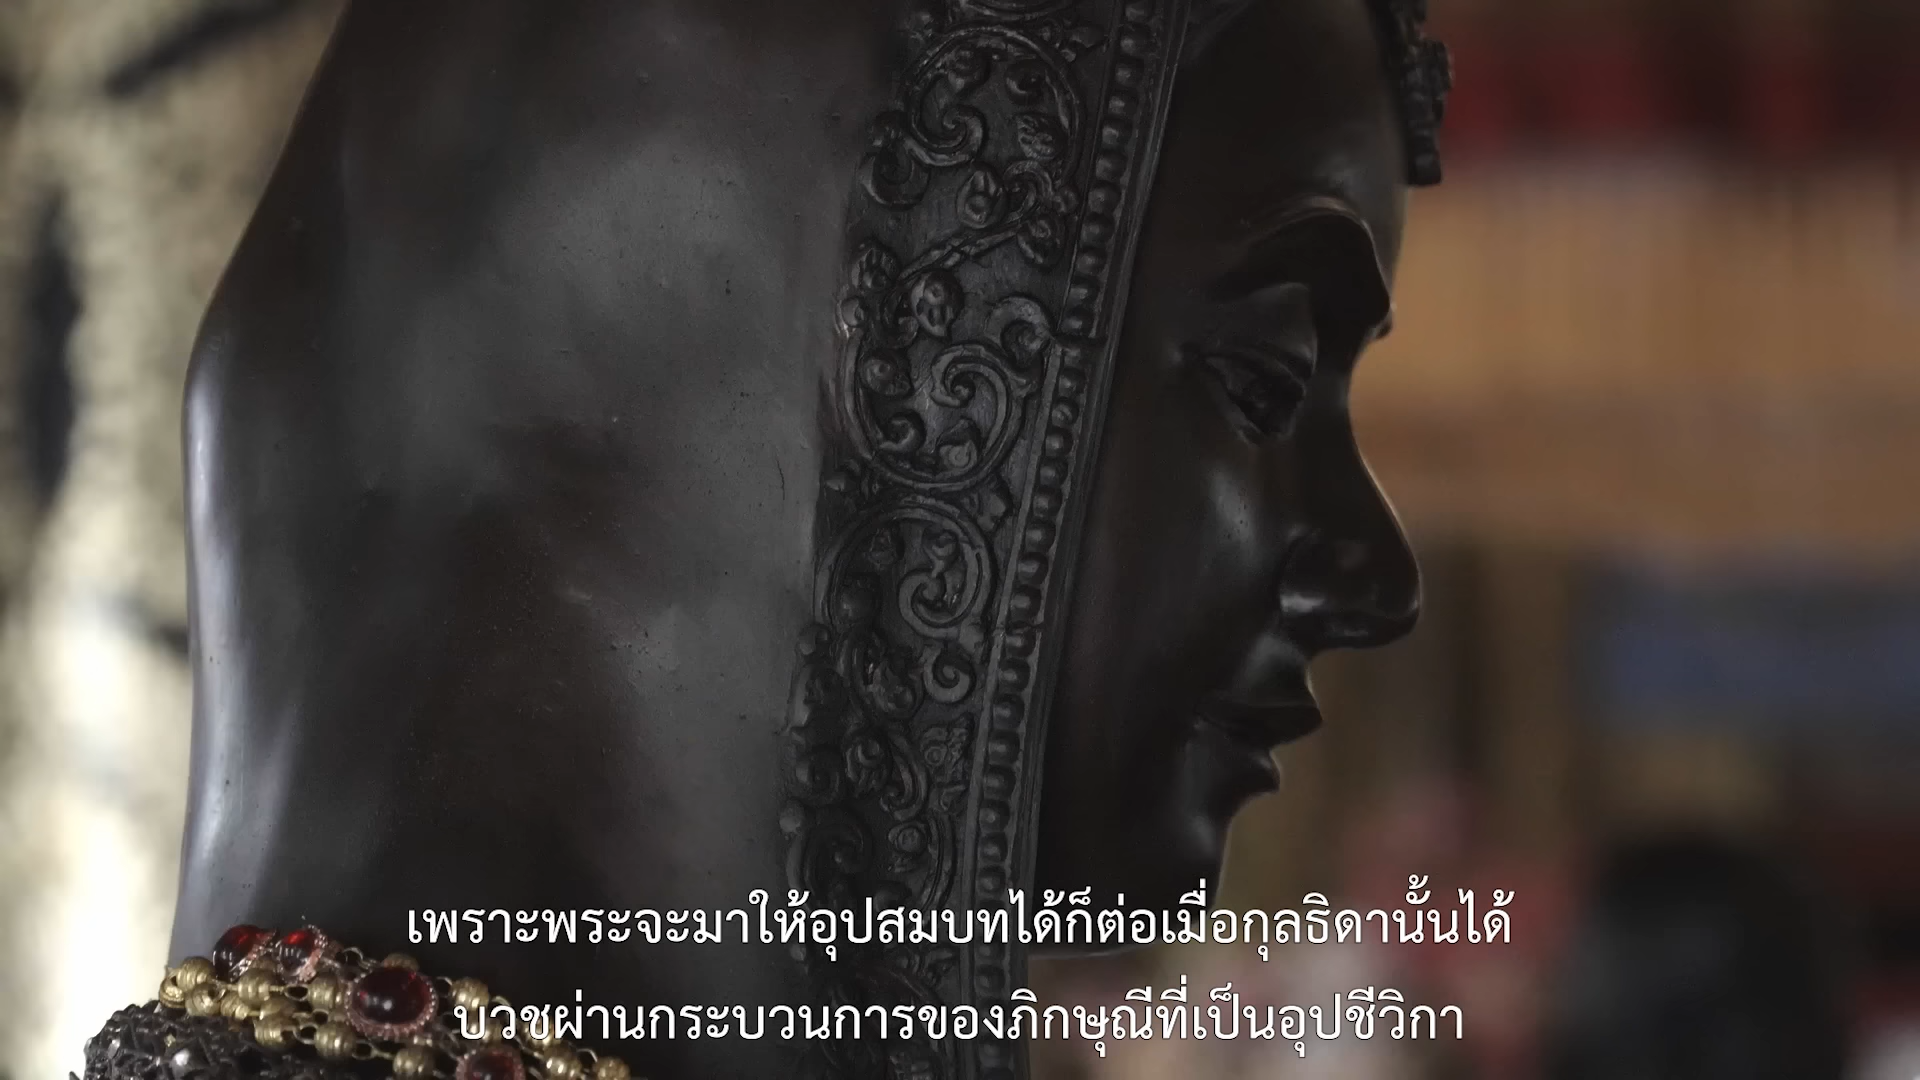 เพราะพระจะมาให้อุปสมบทได้ก็ต่อเมื่อกุลธิดานั้นได้
บวชผ่านกระบวนการของภิกษุณีที่เป็นอุปชีวิกา